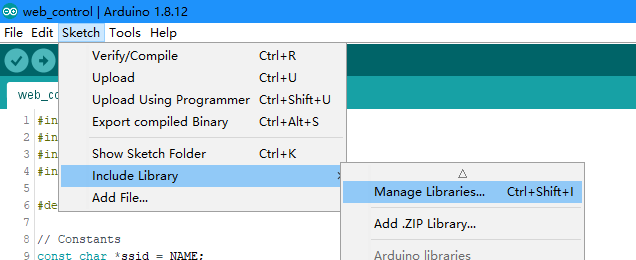 web_control | Arduino 1.8.12
File Edit Sketch Tools Help
Verify/Compile Ctrl+R
Upload Ctrl+U
Upload Using Programmer Ctrl+Shift+U
Export compiled Binary Ctrl+Alt+S
web_con
1 #in
2 #in
3 #in
4 #in
5
6 #de
7
8 // Constants
9 const char *ssid = NAME;
Show Sketch Folder Ctrl+K
Include Library
Add File...
Manage Libraries... Ctrl+Shift+I
Add .ZIP Library...
Arduino libraries